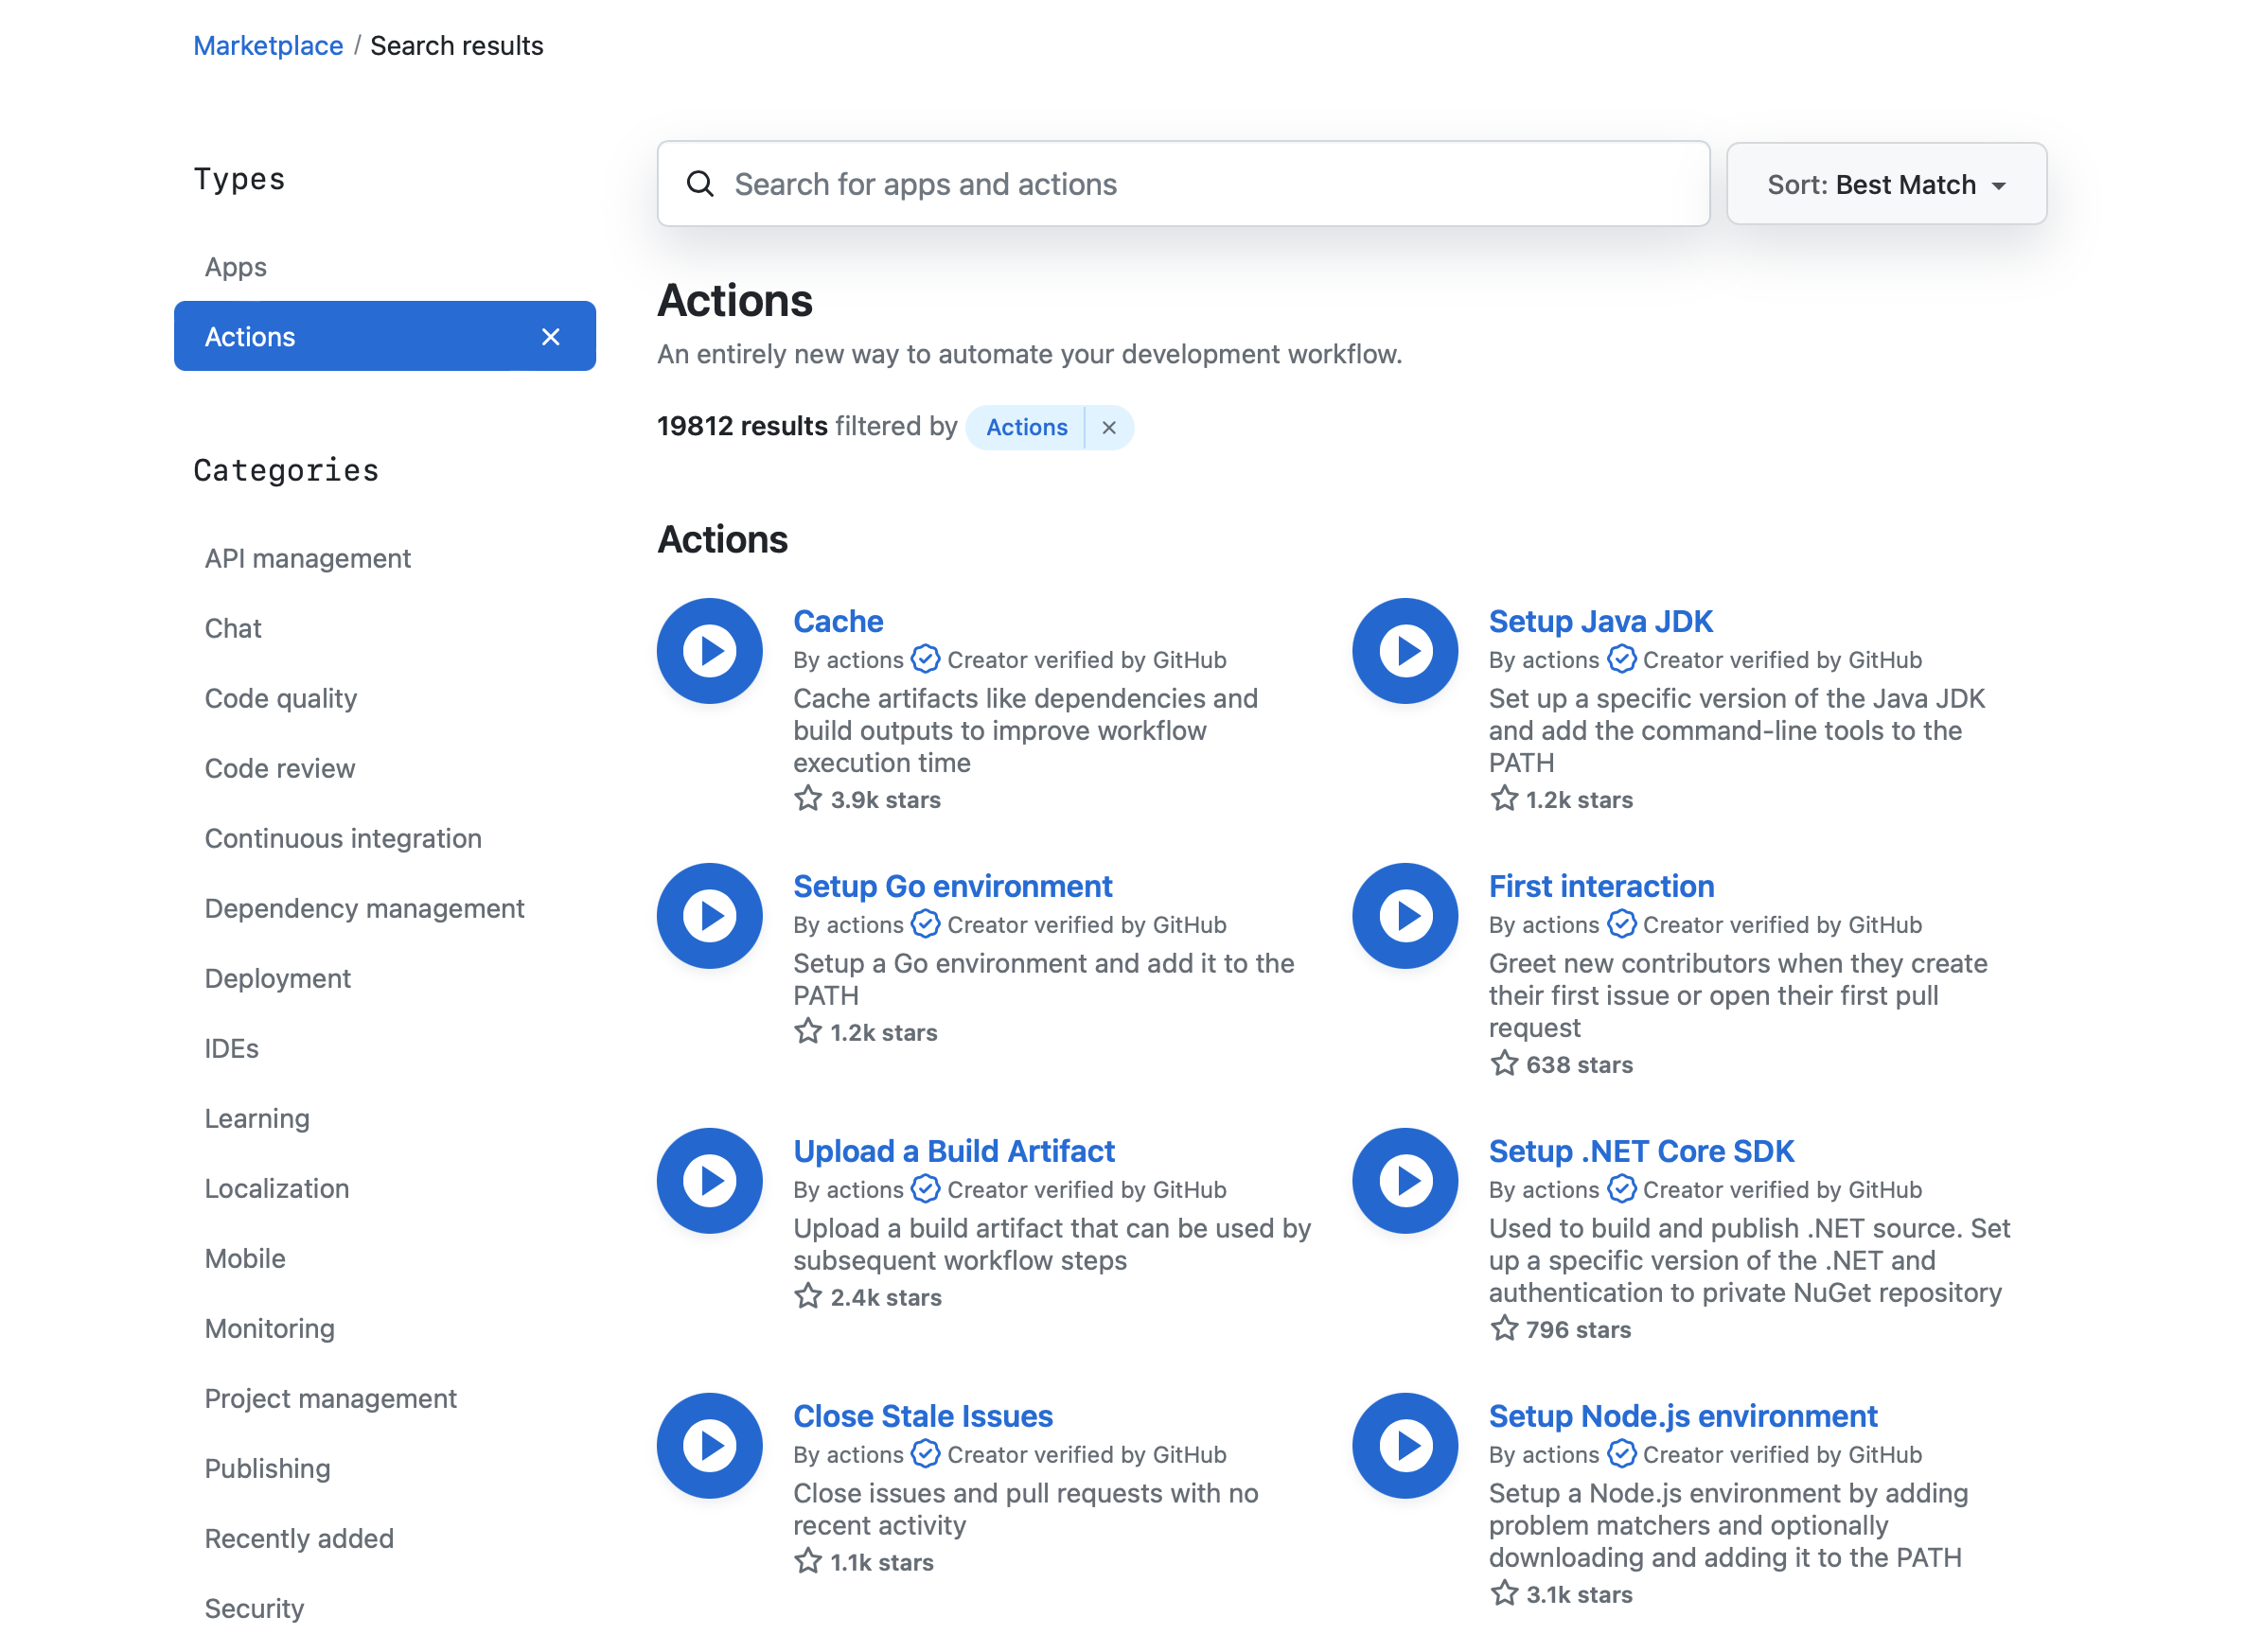 Marketplace / Search results
Types
Apps
Actions
Categories
API management
Chat
Code quality
Code review
Continuous integration
Dependency management
Deployment
IDEs
Learning
Localization
Mobile
Monitoring
Project management
Publishing
Recently added
Security
Search for apps and actions
Sort: Best Match
Actions
An entirely new way to automate your development workflow.
19812 results filtered by Actions
Actions
Cache
By actions Creator verified by GitHub
Cache artifacts like dependencies and
build outputs to improve workflow
execution time
3.9k stars
Setup Java JDK
By actions Creator verified by GitHub
Set up a specific version of the Java JDK
and add the command-line tools to the
PATH
1.2k stars
Setup Go environment
By actions Creator verified by GitHub
Setup a Go environment and add it to the
PATH
1.2k stars
First interaction
By actions Creator verified by GitHub
Greet new contributors when they create
their first issue or open their first pull
request
638 stars
Upload a Build Artifact
By actions Creator verified by GitHub
Upload a build artifact that can be used by
subsequent workflow steps
2.4k stars
Setup .NET Core SDK
By actions Creator verified by GitHub
Used to build and publish .NET source. Set
up a specific version of the .NET and
authentication to private NuGet repository
796 stars
Close Stale Issues
By actions Creator verified by GitHub
Close issues and pull requests with no
recent activity
1.1k stars
Setup Node.js environment
By actions Creator verified by GitHub
Setup a Node.js environment by adding
problem matchers and optionally
downloading and adding it to the PATH
3.1k stars